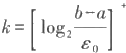 k = [ log₂ (b−a)/ε₀ ]⁺